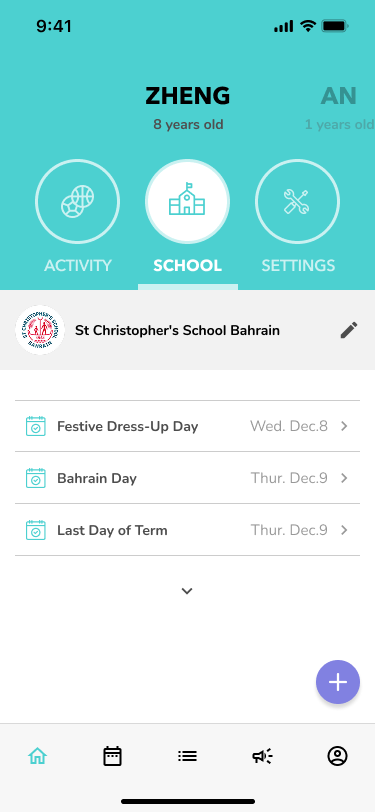 9:41
ZHENG
AN
8 years old
1 years old
ACTIVITY
SCHOOL
SETTINGS
ST CHRISTOPHER'S SCHOOL
BAHRAIN
St Christopher's School Bahrain
Festive Dress-Up Day
Wed. Dec.8
Bahrain Day
Thur. Dec.9
Last Day of Term
Thur. Dec.9